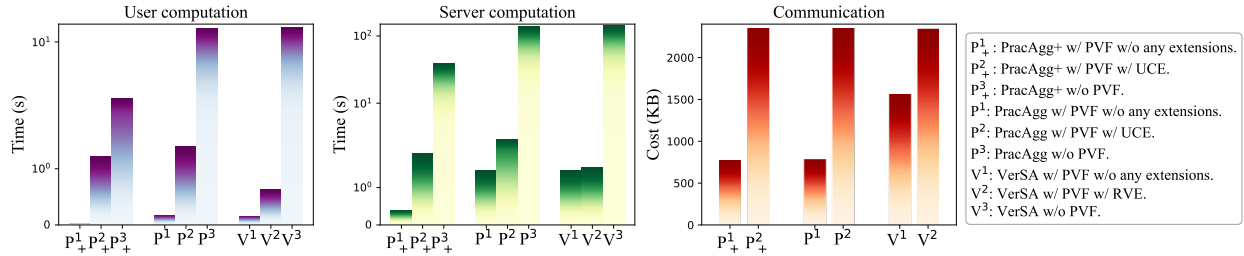 User computation
Time (s)
10¹
10⁰
0
P¹₊ P²₊ P³₊ P¹ P² P³ V¹ V² V³
Server computation
Time (s)
10²
10¹
10⁰
0
P¹₊ P²₊ P³₊ P¹ P² P³ V¹ V² V³
Communication
Cost (KB)
2000
1500
1000
500
0
P¹₊ P²₊ P¹ P² V¹ V²
P¹₊: PracAgg+ w/ PVF w/o any extensions.
P²₊: PracAgg+ w/ PVF w/ UCE.
P³₊: PracAgg+ w/o PVF.
P¹: PracAgg w/ PVF w/o any extensions.
P²: PracAgg w/ PVF w/ UCE.
P³: PracAgg w/o PVF.
V¹: VerSA w/ PVF w/o any extensions.
V²: VerSA w/ PVF w/ RVE.
V³: VerSA w/o PVF.